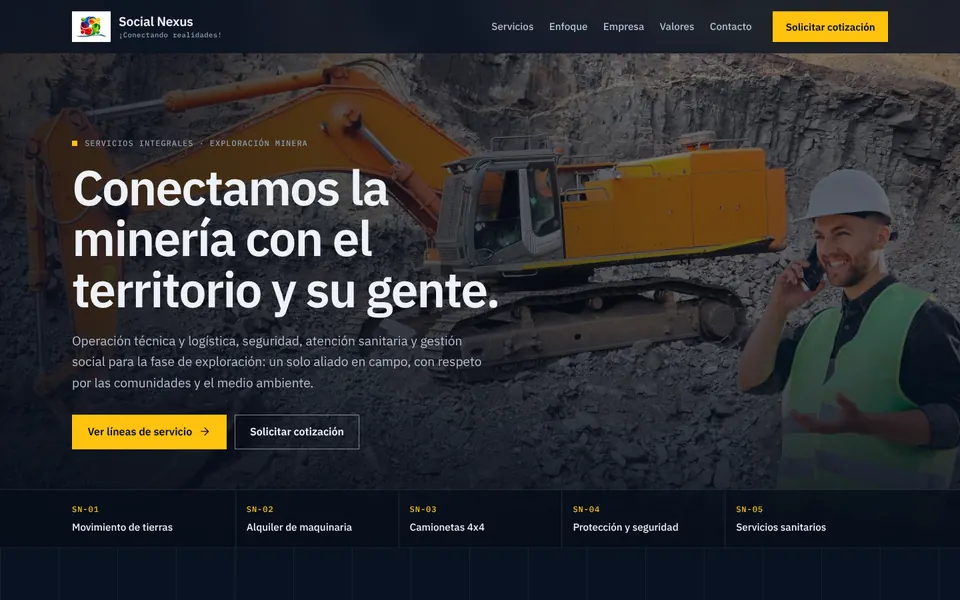 Social Nexus
¡Conectando realidades!
Servicios
Enfoque
Empresa
Valores
Contacto
Solicitar cotización
SERVICIOS INTEGRALES · EXPLORACIÓN MINERA
Conectamos la
minería con el
territorio y su gente.
Operación técnica y logística, seguridad, atención sanitaria y gestión
social para la fase de exploración: un solo aliado en campo, con respeto
por las comunidades y el medio ambiente.
Ver líneas de servicio →
Solicitar cotización
SN-01
Movimiento de tierras
SN-02
Alquiler de maquinaria
SN-03
Camionetas 4x4
SN-04
Protección y seguridad
SN-05
Servicios sanitarios